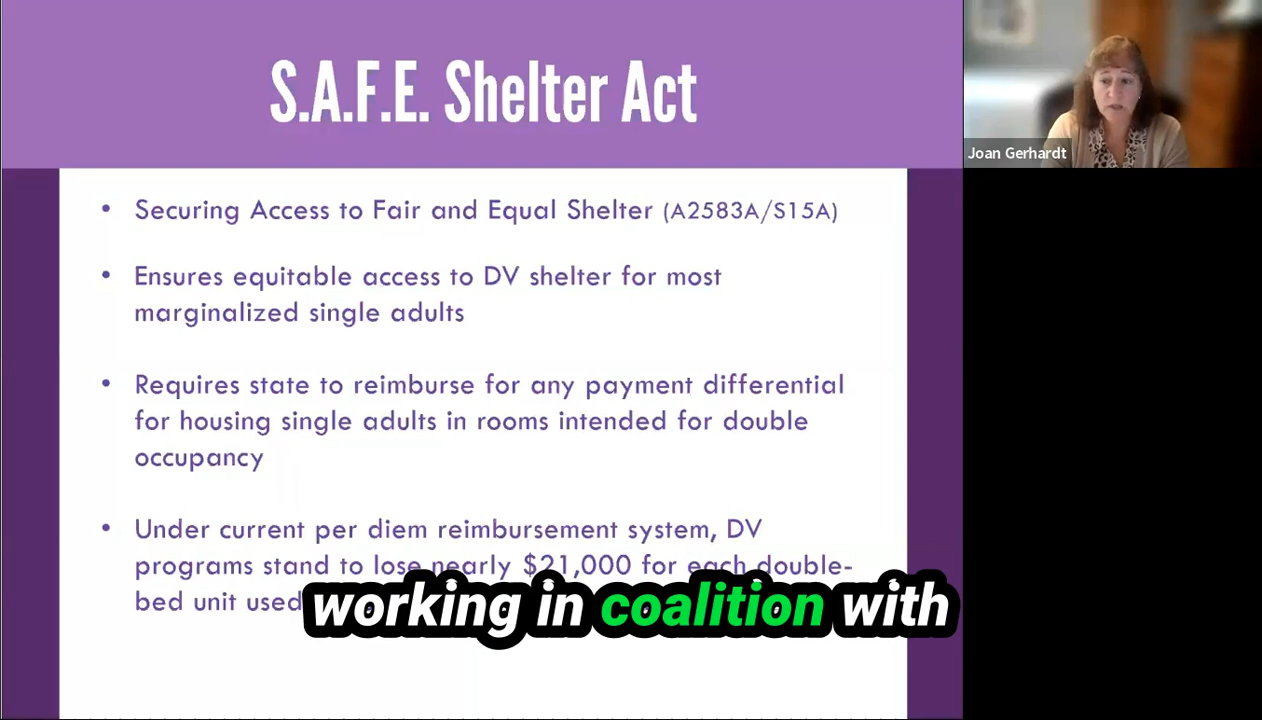 S.A.F.E. Shelter Act
Joan Gerhardt
• Securing Access to Fair and Equal Shelter (A2583A/S15A)
• Ensures equitable access to DV shelter for most
marginalized single adults
• Requires state to reimburse for any payment differential
for housing single adults in rooms intended for double
occupancy
• Under current per diem reimbursement system, DV
programs stand to lose nearly $21,000 for each double-
bed unit used
working in coalition with